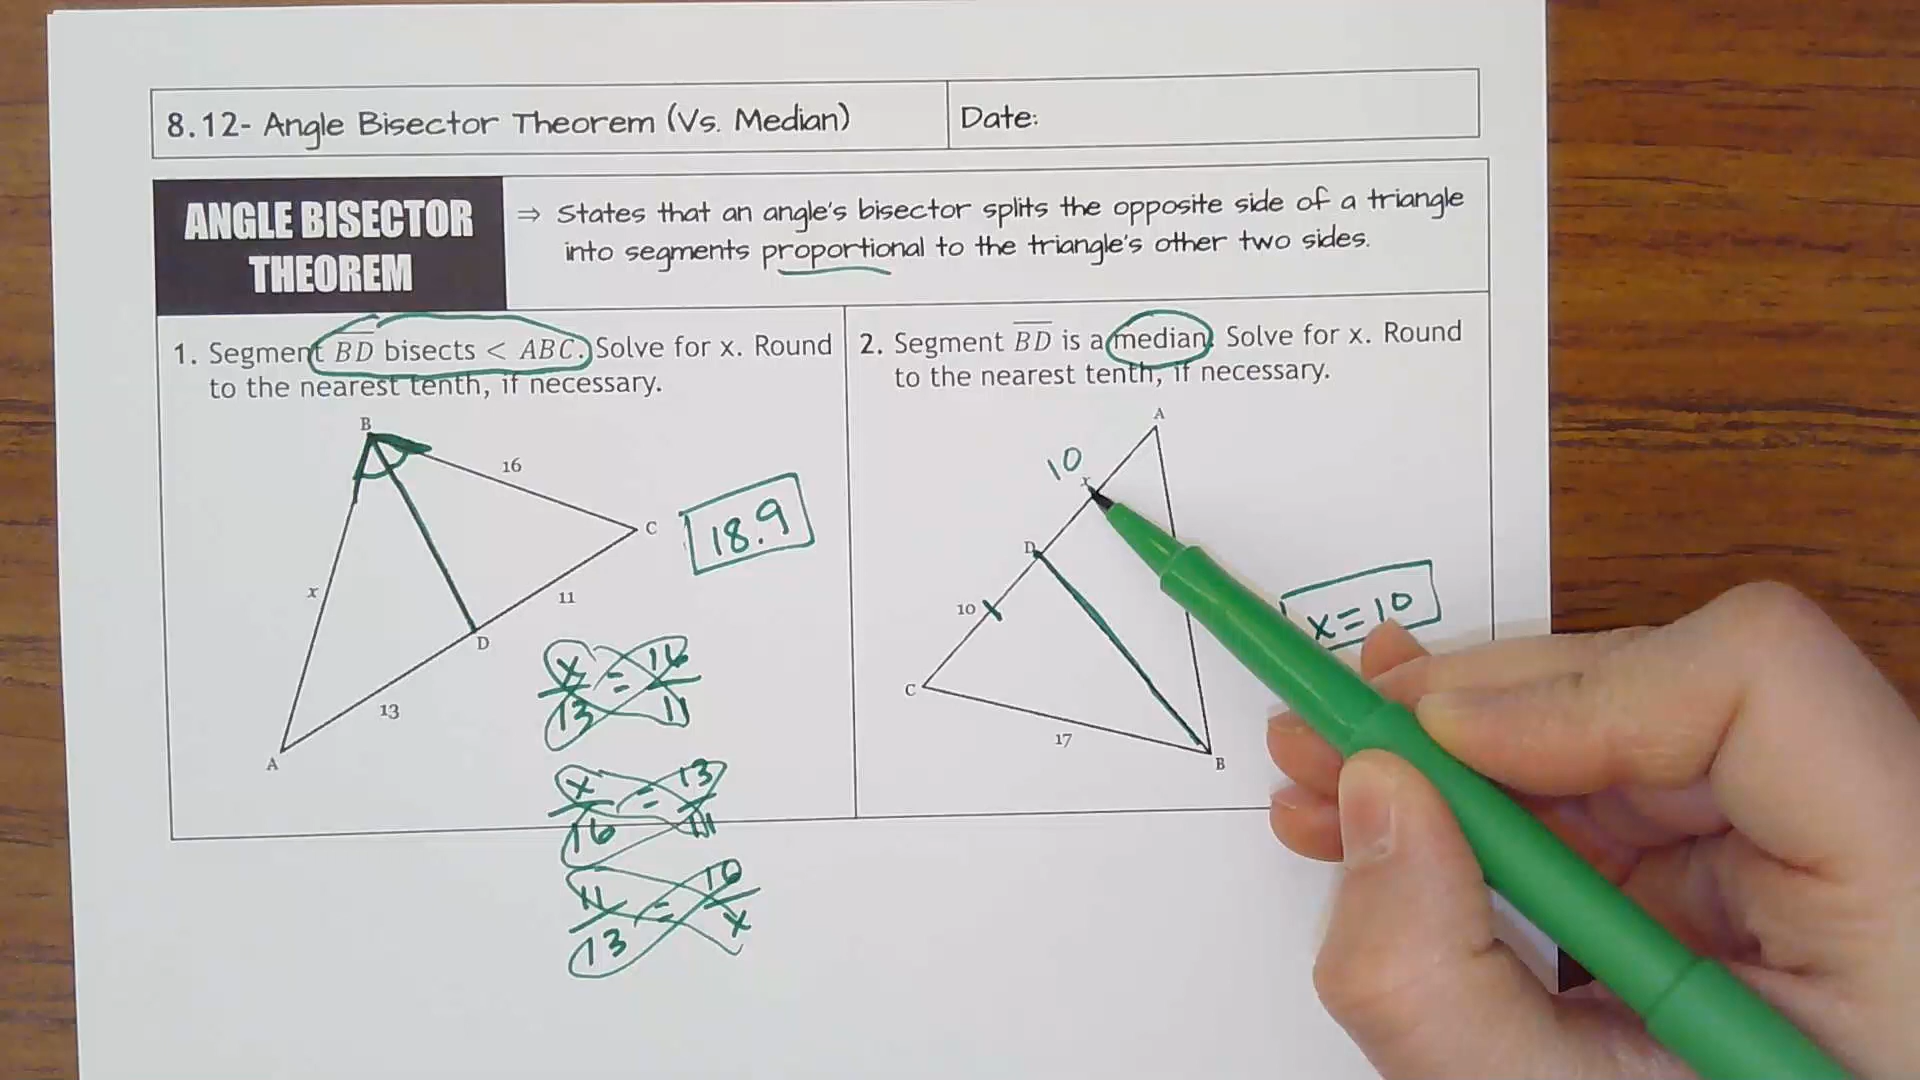 8.12- Angle Bisector Theorem (Vs. Median)
Date:
ANGLE BISECTOR
THEOREM
⇒ States that an angle's bisector splits the opposite side of a triangle
into segments proportional to the triangle's other two sides.
1. Segment BD bisects < ABC. Solve for x. Round
to the nearest tenth, if necessary.
B
16
C
18.9
x
11
D
13
A
x/13 = 16/11
x/16 = 13/11
11/13 = 16/x
2. Segment BD is a median. Solve for x. Round
to the nearest tenth, if necessary.
A
10
x
D
10
x = 10
C
17
B